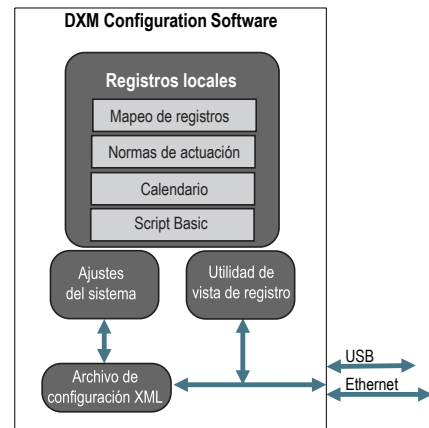 DXM Configuration Software
Registros locales
Mapeo de registros
Normas de actuación
Calendario
Script Basic
Ajustes
del sistema
Utilidad de
vista de registro
Archivo de
configuración XML
USB
Ethernet